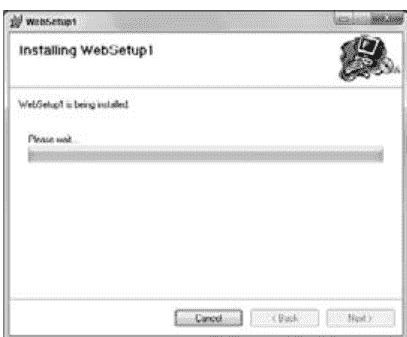 WebSetup1
Installing WebSetup1
WebSetup1 is being installed.
Please wait...
Cancel
< Back
Next >